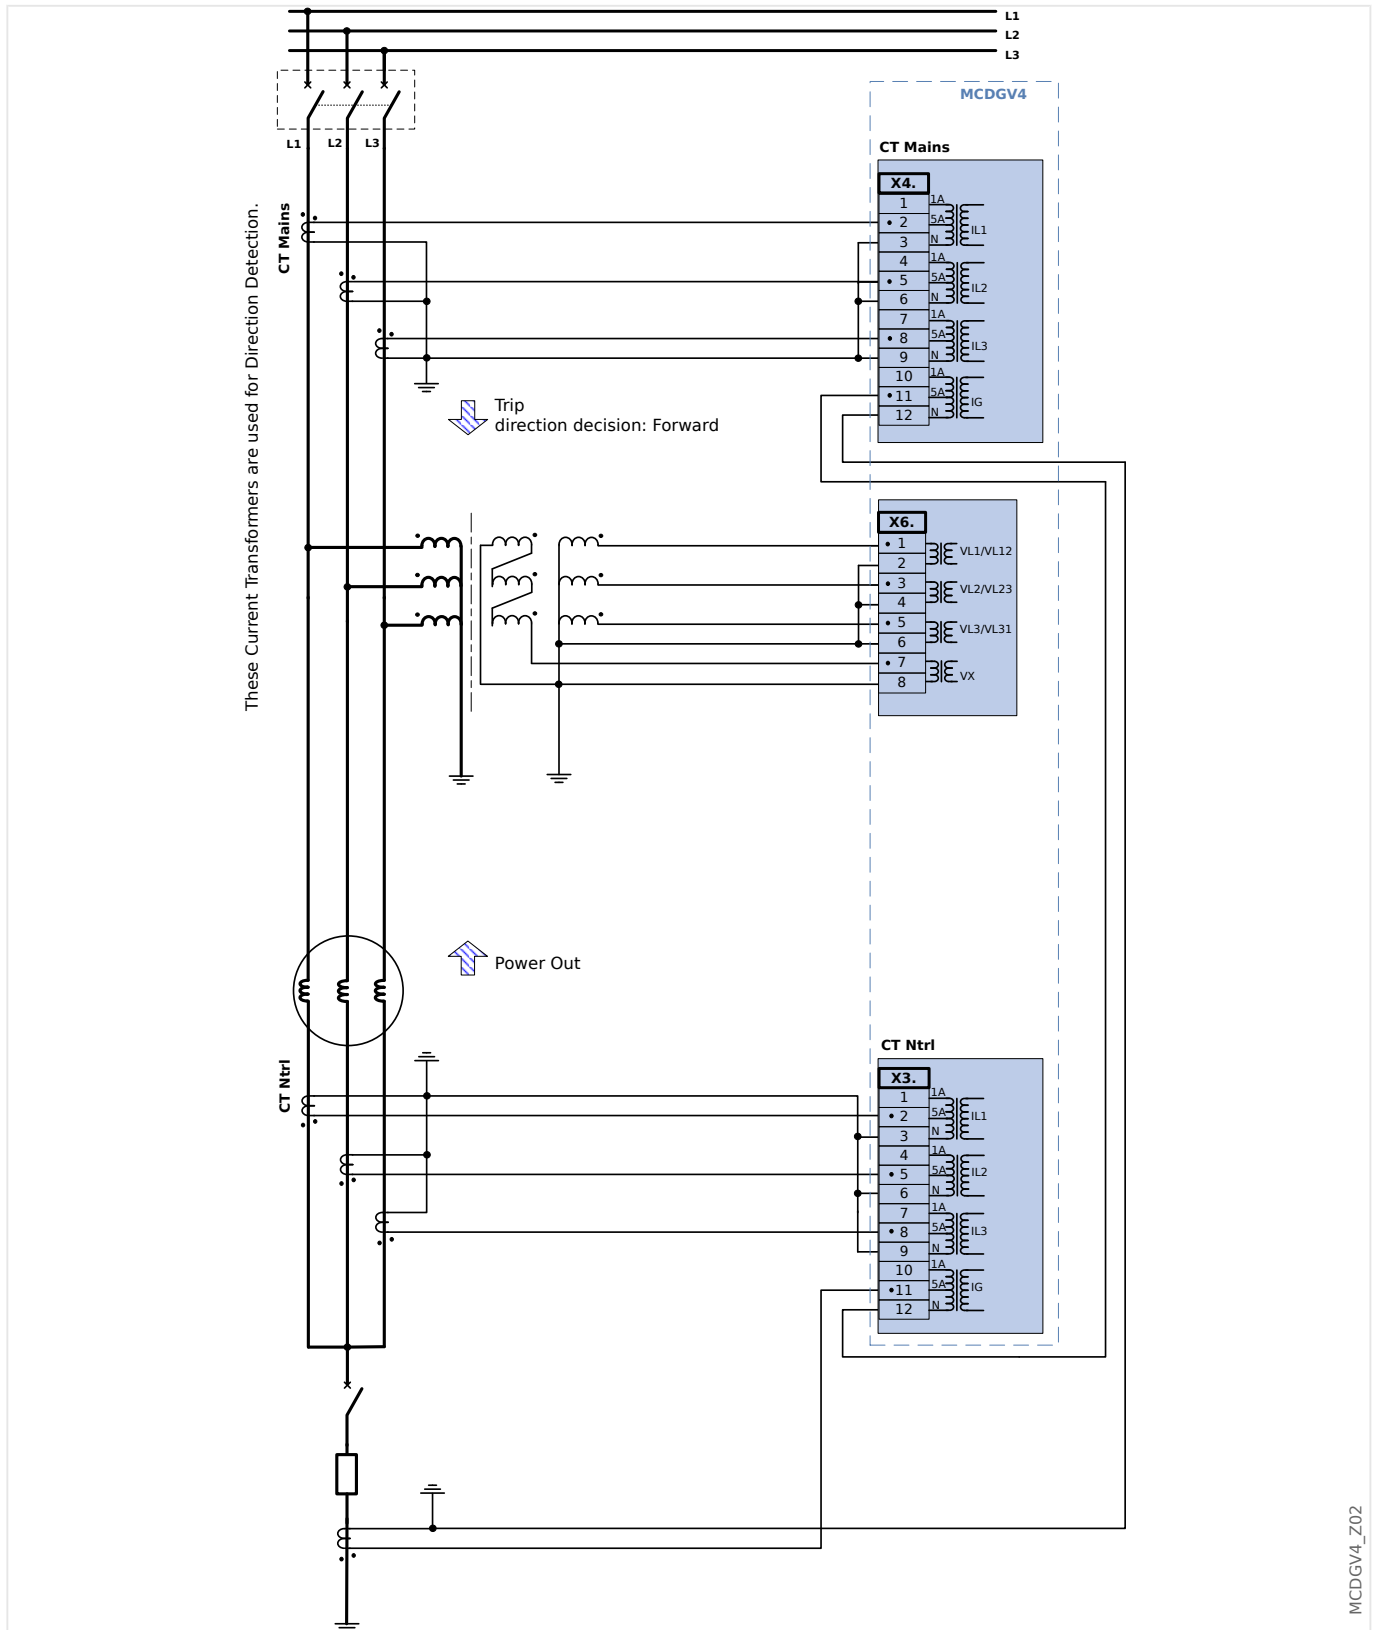 L1
L2
L3
MCDGV4
L1
L2
L3
CT Mains
These Current Transformers are used for Direction Detection.
CT Mains
X4.
1 1A
2 5A IL1
3 N
4 1A
5 5A IL2
6 N
7 1A
8 5A IL3
9 N
10 1A
11 5A IG
12 N
Trip
direction decision: Forward
X6.
1 VL1/VL12
2
3 VL2/VL23
4
5 VL3/VL31
6
7 VX
8
Power Out
CT Ntrl
CT Ntrl
X3.
1 1A
2 5A IL1
3 N
4 1A
5 5A IL2
6 N
7 1A
8 5A IL3
9 N
10 1A
11 5A IG
12 N
MCDGV4_Z02